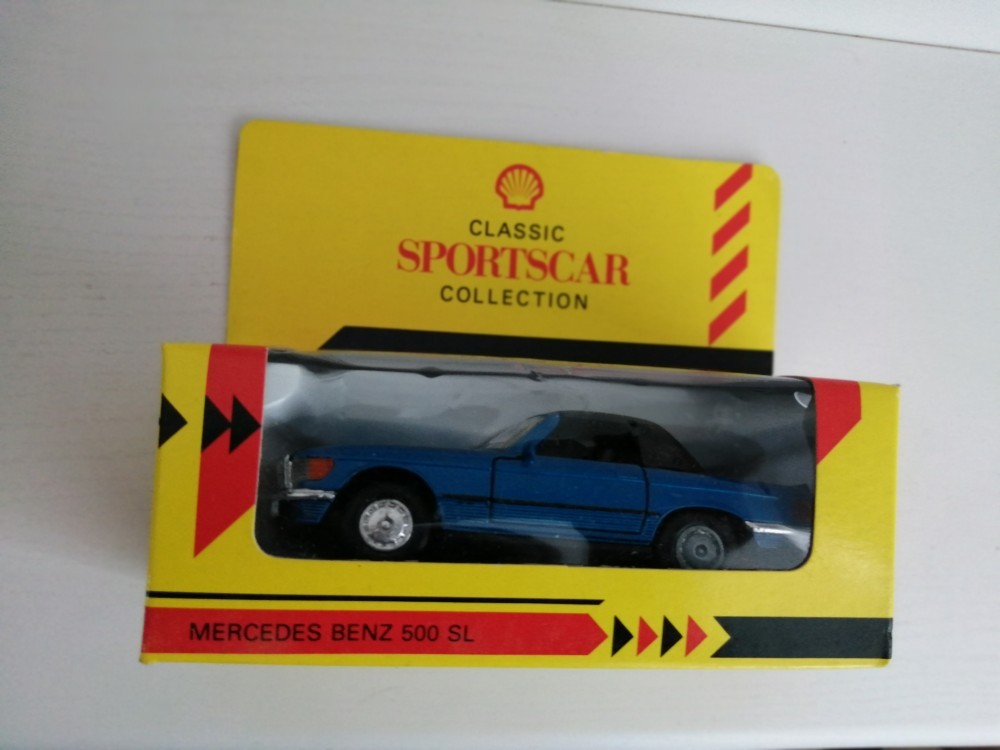 CLASSIC
SPORTSCAR
COLLECTION
MERCEDES BENZ 500 SL